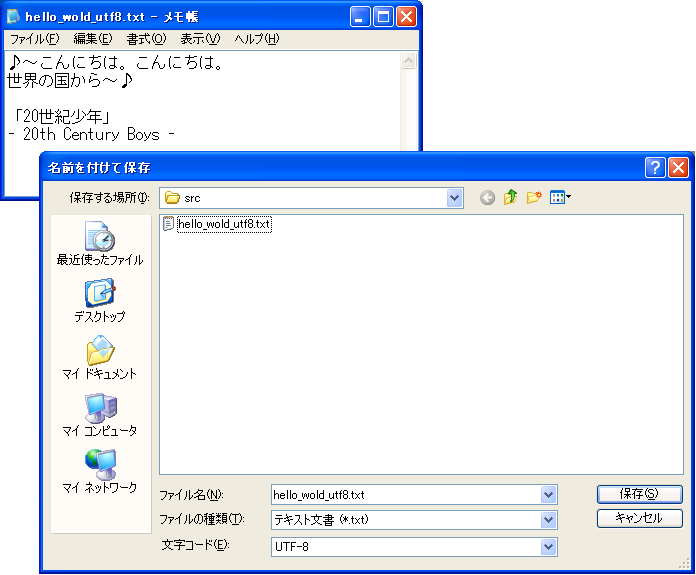 hello_wold_utf8.txt - メモ帳
ファイル(F) 編集(E) 書式(O) 表示(V) ヘルプ(H)
♪～こんにちは。こんにちは。
世界の国から～♪
「20世紀少年」
- 20th Century Boys -
名前を付けて保存
保存する場所(I): src
hello_wold_utf8.txt
最近使ったファイル
デスクトップ
マイ ドキュメント
マイ コンピュータ
マイ ネットワーク
ファイル名(N): hello_wold_utf8.txt 保存(S)
ファイルの種類(T): テキスト文書 (*.txt) キャンセル
文字コード(E): UTF-8